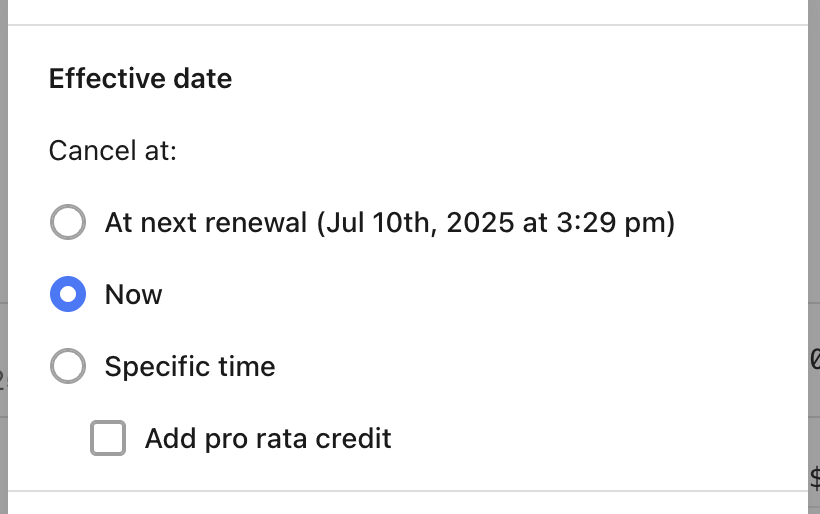 Effective date
Cancel at:
At next renewal (Jul 10th, 2025 at 3:29 pm)
Now
Specific time
Add pro rata credit
$